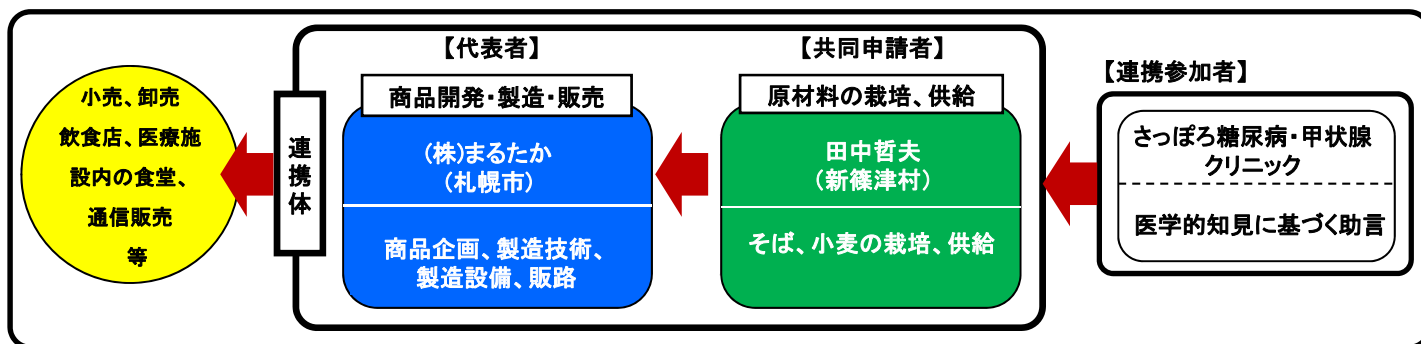 小売、卸売
飲食店、医療施
設内の食堂、
通信販売
等
連携体
【代表者】
商品開発・製造・販売
(株)まるたか
(札幌市)
商品企画、製造技術、
製造設備、販路
【共同申請者】
原材料の栽培、供給
田中哲夫
(新篠津村)
そば、小麦の栽培、供給
【連携参加者】
さっぽろ糖尿病・甲状腺
クリニック
医学的知見に基づく助言